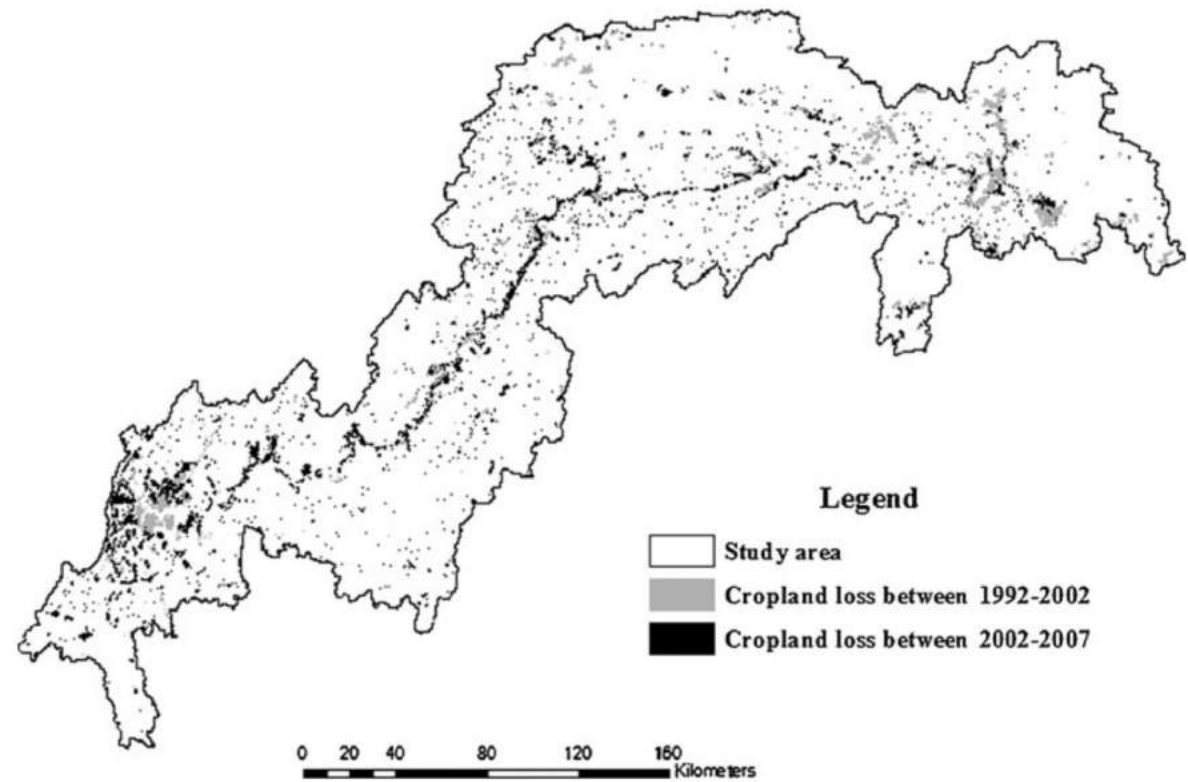 Legend
Study area
Cropland loss between 1992-2002
Cropland loss between 2002-2007
0 20 40 80 120 160
Kilometers